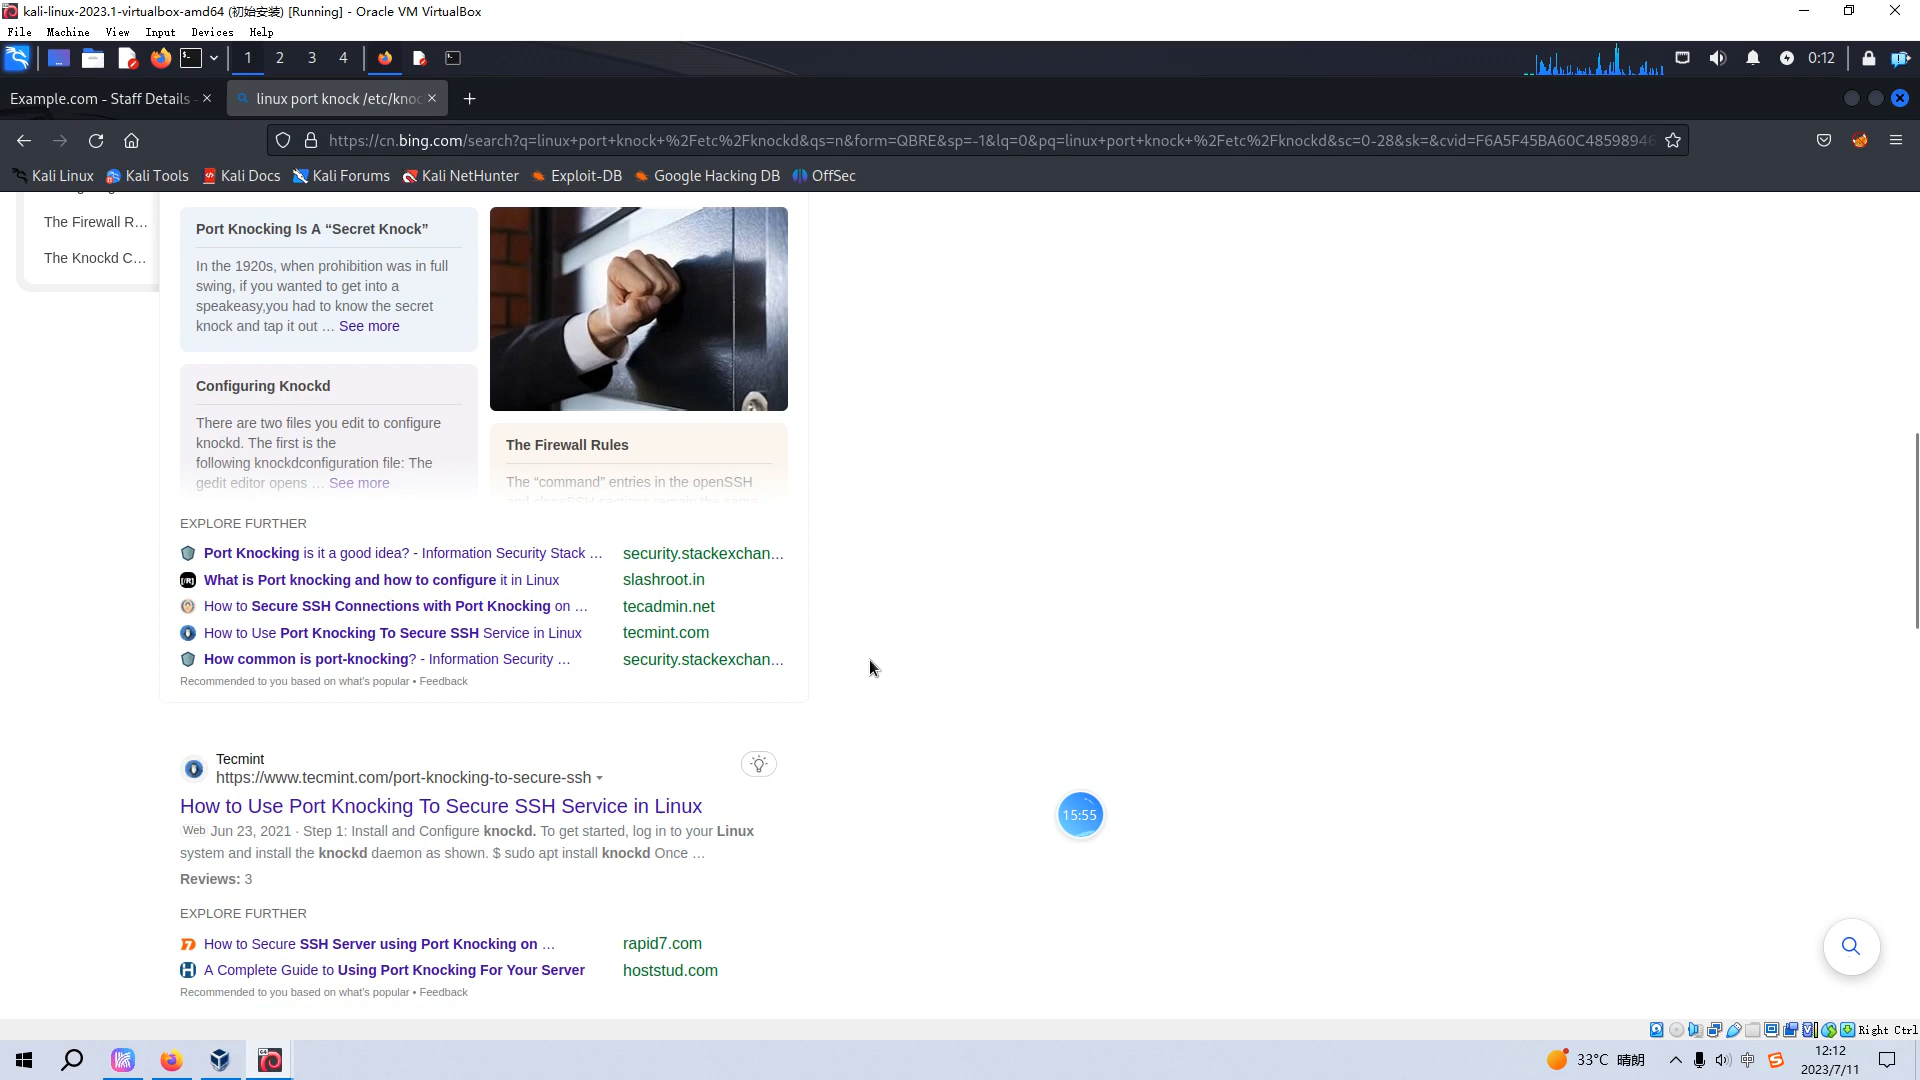 kali-linux-2023.1-virtualbox-amd64 (初始安装) [Running] - Oracle VM VirtualBox
File Machine View Input Devices Help
1 2 3 4
0:12
Example.com - Staff Details
linux port knock /etc/knoc
https://cn.bing.com/search?q=linux+port+knock+%2Fetc%2Fknockd&qs=n&form=QBRE&sp=-1&lq=0&pq=linux+port+knock+%2Fetc%2Fknockd&sc=0-28&sk=&cvid=F6A5F45BA60C48598946
Kali Linux Kali Tools Kali Docs Kali Forums Kali NetHunter Exploit-DB Google Hacking DB OffSec
The Firewall R...
The Knockd C...
Port Knocking Is A “Secret Knock”
In the 1920s, when prohibition was in full
swing, if you wanted to get into a
speakeasy,you had to know the secret
knock and tap it out … See more
Configuring Knockd
There are two files you edit to configure
knockd. The first is the
following knockdconfiguration file: The
gedit editor opens … See more
The Firewall Rules
The “command” entries in the openSSH
and closeSSH sections remain the same
EXPLORE FURTHER
Port Knocking is it a good idea? - Information Security Stack … security.stackexchan...
What is Port knocking and how to configure it in Linux slashroot.in
How to Secure SSH Connections with Port Knocking on … tecadmin.net
How to Use Port Knocking To Secure SSH Service in Linux tecmint.com
How common is port-knocking? - Information Security … security.stackexchan...
Recommended to you based on what's popular • Feedback
Tecmint
https://www.tecmint.com/port-knocking-to-secure-ssh
How to Use Port Knocking To Secure SSH Service in Linux
Web Jun 23, 2021 · Step 1: Install and Configure knockd. To get started, log in to your Linux
system and install the knockd daemon as shown. $ sudo apt install knockd Once …
Reviews: 3
15:55
EXPLORE FURTHER
How to Secure SSH Server using Port Knocking on … rapid7.com
A Complete Guide to Using Port Knocking For Your Server hoststud.com
Recommended to you based on what's popular • Feedback
Right Ctrl
33°C 晴朗
中
12:12
2023/7/11